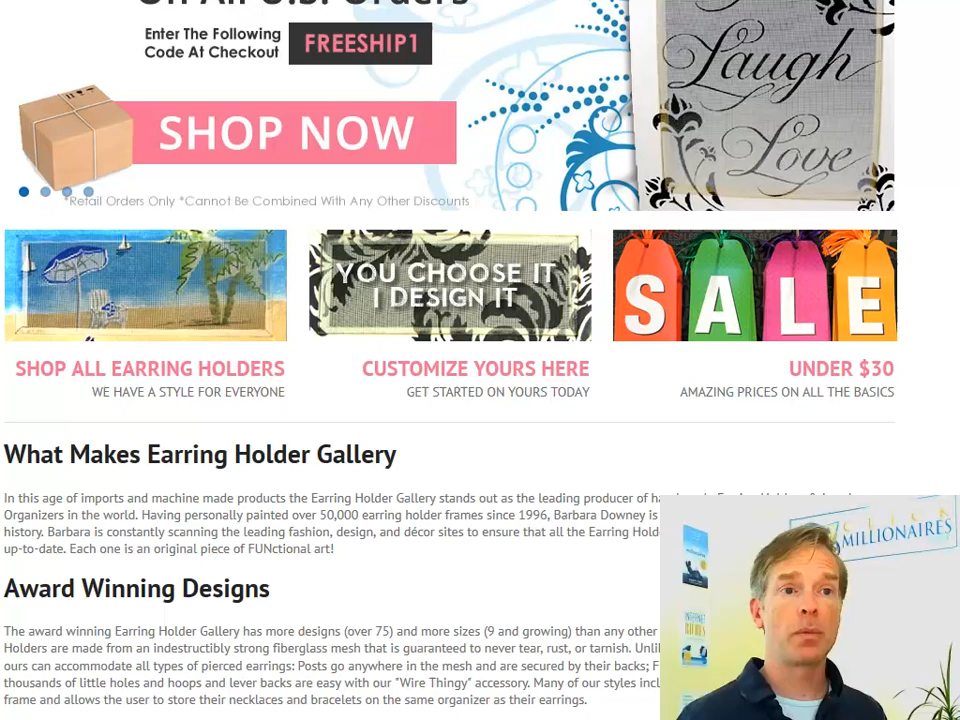 On All U.S. Orders
Enter The Following
Code At Checkout
FREESHIP1
SHOP NOW
*Retail Orders Only *Cannot Be Combined With Any Other Discounts
Laugh
Love
YOU CHOOSE IT
I DESIGN IT
SALE
SHOP ALL EARRING HOLDERS
WE HAVE A STYLE FOR EVERYONE
CUSTOMIZE YOURS HERE
GET STARTED ON YOURS TODAY
UNDER $30
AMAZING PRICES ON ALL THE BASICS
What Makes Earring Holder Gallery
In this age of imports and machine made products the Earring Holder Gallery stands out as the leading producer of
Organizers in the world. Having personally painted over 50,000 earring holder frames since 1996, Barbara Downey is
history. Barbara is constantly scanning the leading fashion, design, and décor sites to ensure that all the Earring Hold
up-to-date. Each one is an original piece of FUNctional art!
Award Winning Designs
The award winning Earring Holder Gallery has more designs (over 75) and more sizes (9 and growing) than any other
Holders are made from an indestructibly strong fiberglass mesh that is guaranteed to never tear, rust, or tarnish. Unli
ours can accommodate all types of pierced earrings: Posts go anywhere in the mesh and are secured by their backs; F
thousands of little holes and hoops and lever backs are easy with our "Wire Thingy" accessory. Many of our styles incl
frame and allows the user to store their necklaces and bracelets on the same organizer as their earrings.
CLICK
MILLIONAIRES
INTERNET
RICHES